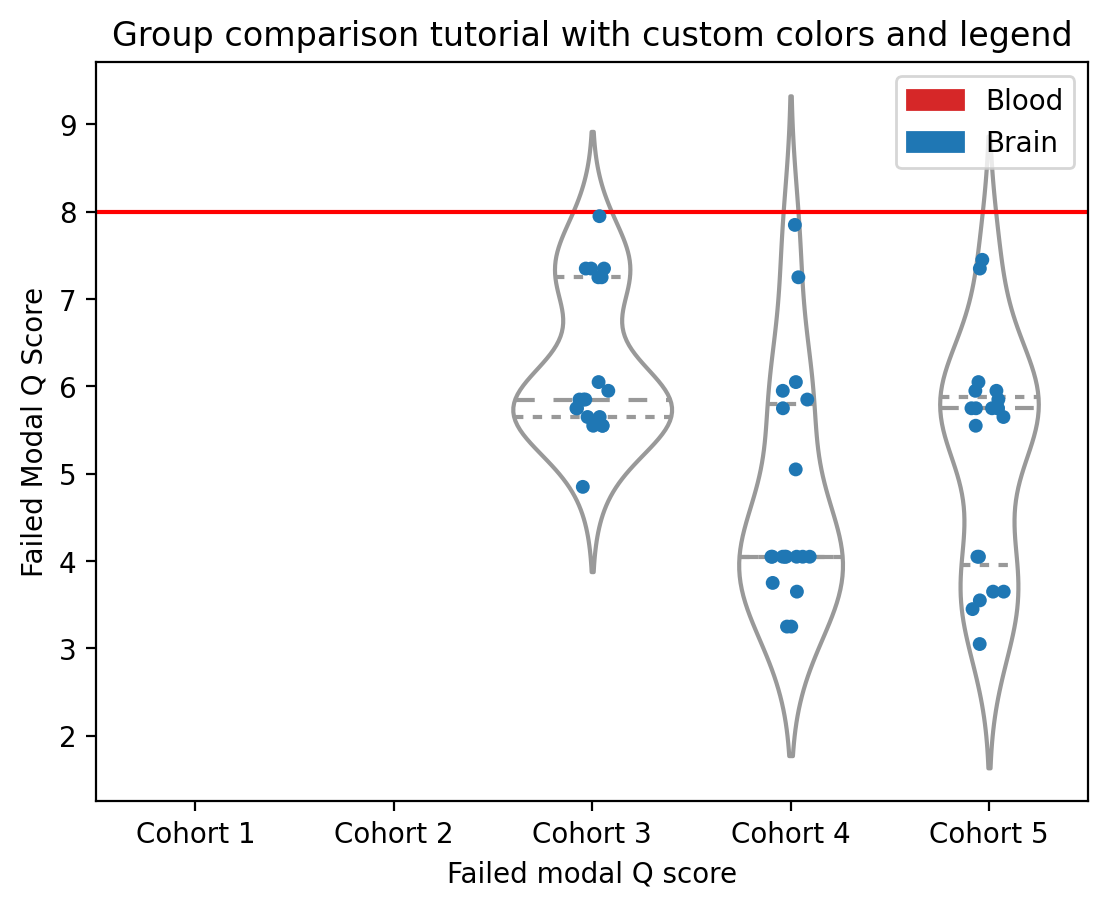 Group comparison tutorial with custom colors and legend
Blood
Brain
Failed Modal Q Score
9
8
7
6
5
4
3
2
Cohort 1
Cohort 2
Cohort 3
Cohort 4
Cohort 5
Failed modal Q score